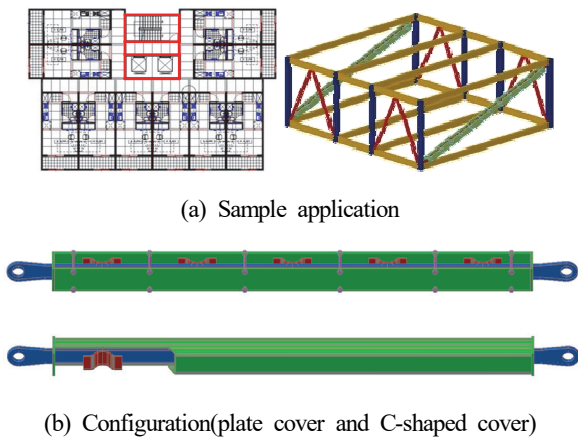 (a) Sample application
(b) Configuration(plate cover and C-shaped cover)